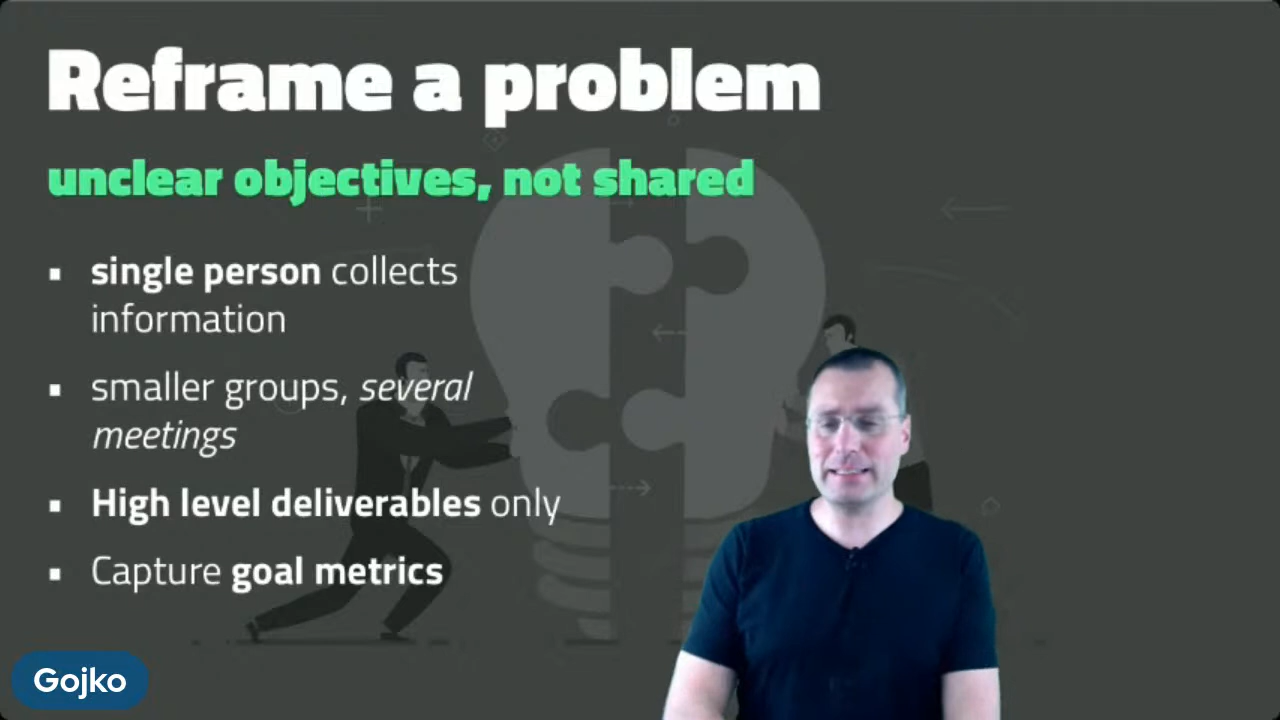 Reframe a problem
unclear objectives, not shared
▪ single person collects
information
▪ smaller groups, several
meetings
▪ High level deliverables only
▪ Capture goal metrics
Gojko